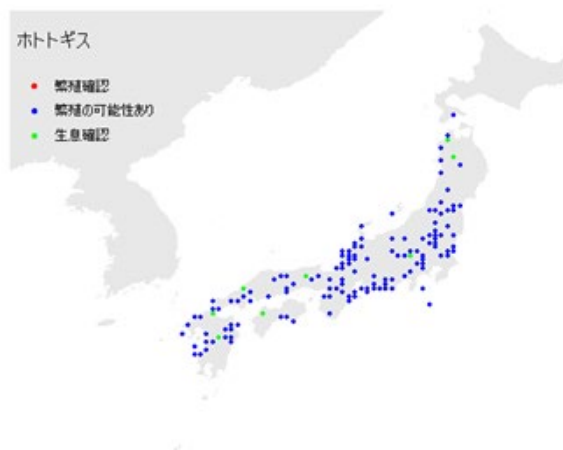 ホトトギス
繁殖確認
繁殖の可能性あり
生息確認